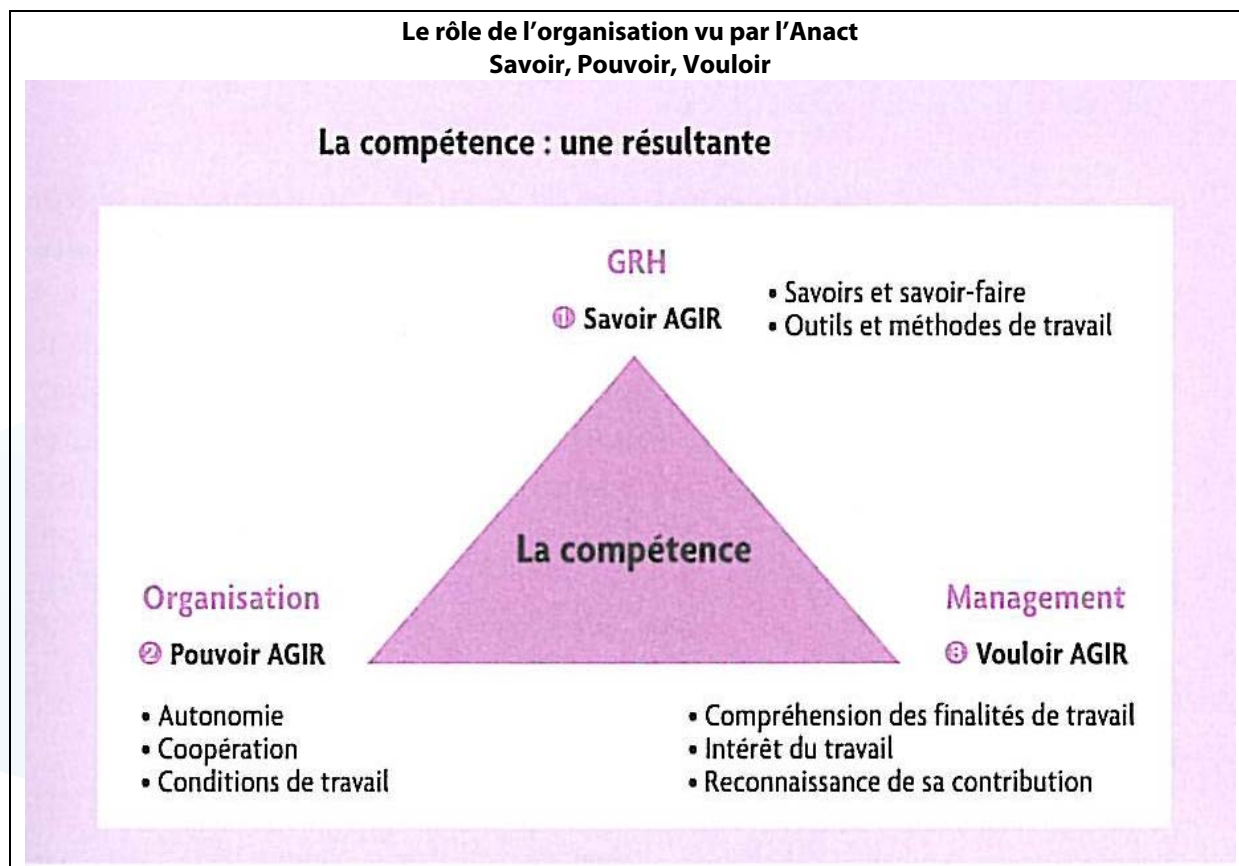 Le rôle de l'organisation vu par l'Anact
Savoir, Pouvoir, Vouloir
La compétence : une résultante
GRH
① Savoir AGIR
• Savoirs et savoir-faire
• Outils et méthodes de travail
La compétence
Organisation
② Pouvoir AGIR
• Autonomie
• Coopération
• Conditions de travail
Management
③ Vouloir AGIR
• Compréhension des finalités de travail
• Intérêt du travail
• Reconnaissance de sa contribution